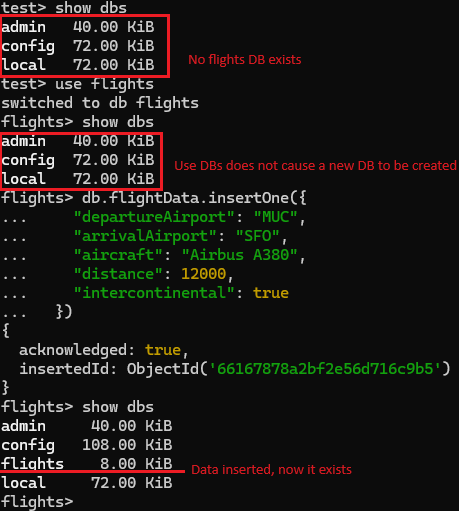 test> show dbs
admin   40.00 KiB
config  72.00 KiB
local   72.00 KiB
No flights DB exists
test> use flights
switched to db flights
flights> show dbs
admin   40.00 KiB
config  72.00 KiB
local   72.00 KiB
Use DBs does not cause a new DB to be created
flights> db.flightData.insertOne({
...     "departureAirport": "MUC",
...     "arrivalAirport": "SFO",
...     "aircraft": "Airbus A380",
...     "distance": 12000,
...     "intercontinental": true
...   })
{
  acknowledged: true,
  insertedId: ObjectId('66167878a2bf2e56d716c9b5')
}
flights> show dbs
admin     40.00 KiB
config   108.00 KiB
flights    8.00 KiB
Data inserted, now it exists
local     72.00 KiB
flights>